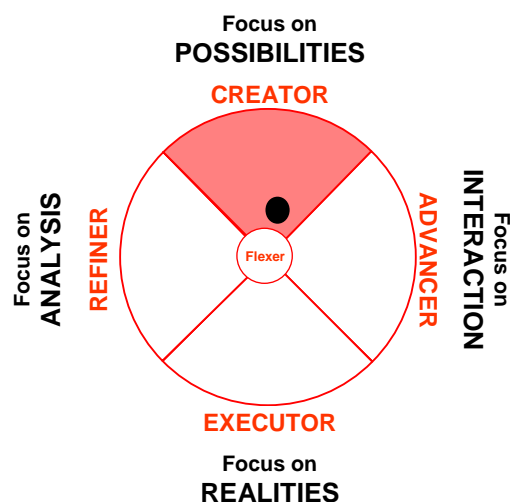 Focus on
POSSIBILITIES
CREATOR
Focus on
ANALYSIS
REFINER
Flexer
ADVANCER
Focus on
INTERACTION
EXECUTOR
Focus on
REALITIES